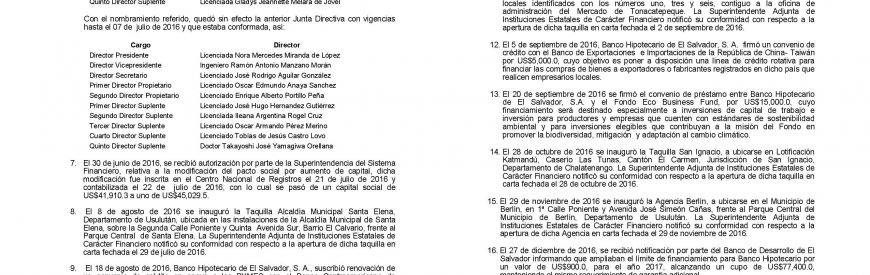 Quinto Director Suplente Licenciada Gladys Jeannette Melara de Jovel
Con el nombramiento referido, quedó sin efecto la anterior Junta Directiva con vigencias
hasta el 07 de julio de 2016 y que estaba conformada, así:
Cargo Director
Director Presidente Licenciada Nora Mercedes Miranda de López
Director Vicepresidente Ingeniero Ramón Antonio Manzano Morán
Director Secretario Licenciado José Rodrigo Aguilar González
Primer Director Propietario Licenciado Oscar Edmundo Anaya Sanchez
Segundo Director Propietario Licenciado Enrique Alberto Portillo Peña
Primer Director Suplente Licenciado José Hugo Hernandez Gutiérrez
Segundo Director Suplente Licenciada Ileana Argentina Rogel Cruz
Tercer Director Suplente Licenciado Oscar Armando Pérez Merino
Cuarto Director Suplente Licenciado Tobías de Jesús Castro Lovo
Quinto Director Suplente Doctor Takayoshi José Yamagiwa Orellana
7. El 30 de junio de 2016, se recibió autorización por parte de la Superintendencia del Sistema
Financiero, relativa a la modificación del pacto social por aumento de capital, dicha
modificación fue inscrita en el Centro Nacional de Registros el 21 de julio de 2016 y
contabilizada el 22 de julio de 2016, con lo cual se pasó de un capital social de
US$41,910.3 a uno de US$45,029.5.
8. El 8 de agosto de 2016 se inauguró la Taquilla Alcaldía Municipal Santa Elena,
Departamento de Usulután, ubicada en las instalaciones de la Alcaldía Municipal de Santa
Elena, sobre la Segunda Calle Poniente y Quinta Avenida Sur, Barrio El Calvario, frente al
Parque Central de Santa Elena. La Superintendente Adjunta de Instituciones Estatales de
Carácter Financiero notificó su conformidad con respecto a la apertura de dicha taquilla en
carta fechada el 29 de julio de 2016.
9. El 18 de agosto de 2016, Banco Hipotecario de El Salvador, S. A., suscribió renovación de
locales identificados con los números uno, tres y seis, contiguo a la oficina de
administración del Mercado de Tonacatepeque. La Superintendente Adjunta de
Instituciones Estatales de Carácter Financiero notificó su conformidad con respecto a la
apertura de dicha taquilla en carta fechada el 2 de septiembre de 2016.
12. El 5 de septiembre de 2016, Banco Hipotecario de El Salvador, S. A. firmó un convenio de
crédito con el Banco de Exportaciones e Importaciones de la República de China- Taiwán
por US$5,000.0, cuyo objetivo es poner a disposición una línea de crédito rotativa para
financiar las compras de bienes a exportadores o fabricantes registrados en dicho país que
realicen empresarios locales.
13. El 20 de septiembre de 2016 se firmó el convenio de préstamo entre Banco Hipotecario
de El Salvador, S.A. y el Fondo Eco Business Fund, por US$15,000.0, cuyo
financiamiento será destinado especialmente a inversiones de capital de trabajo e
inversión para productores y empresas que cuenten con estándares de sostenibilidad
ambiental y para inversiones elegibles que contribuyan a la misión del Fondo en
promover la biodiversidad, mitigación y adaptación al cambio climático.
14. El 28 de octubre de 2016 se inauguró la Taquilla San Ignacio, a ubicarse en Lotificación
Katmandú, Caserío Las Tunas, Cantón El Carmen, Jurisdicción de San Ignacio,
Departamento de Chalatenango. La Superintendente Adjunta de Instituciones Estatales de
Carácter Financiero notificó su conformidad con respecto a la apertura de dicha taquilla en
carta fechada el 28 de octubre de 2016.
15. El 29 de noviembre de 2016 se inauguró la Agencia Berlín, a ubicarse en el Municipio de
Berlín, en 1ª Calle Poniente y Avenida José Simeón Cañas, frente al Parque Central del
Municipio de Berlín, Departamento de Usulután. La Superintendente Adjunta de
Instituciones Estatales de Carácter Financiero notificó su conformidad con respecto a la
apertura de dicha Agencia en carta fechada el 29 de noviembre de 2016.
16. El 27 de diciembre de 2016, se recibió notificación por parte del Banco de Desarrollo de El
Salvador informando que ampliaban el límite de financiamiento para Banco Hipotecario por
un valor de US$900.0, para el año 2017, alcanzando un cupo de US$77,400.0,